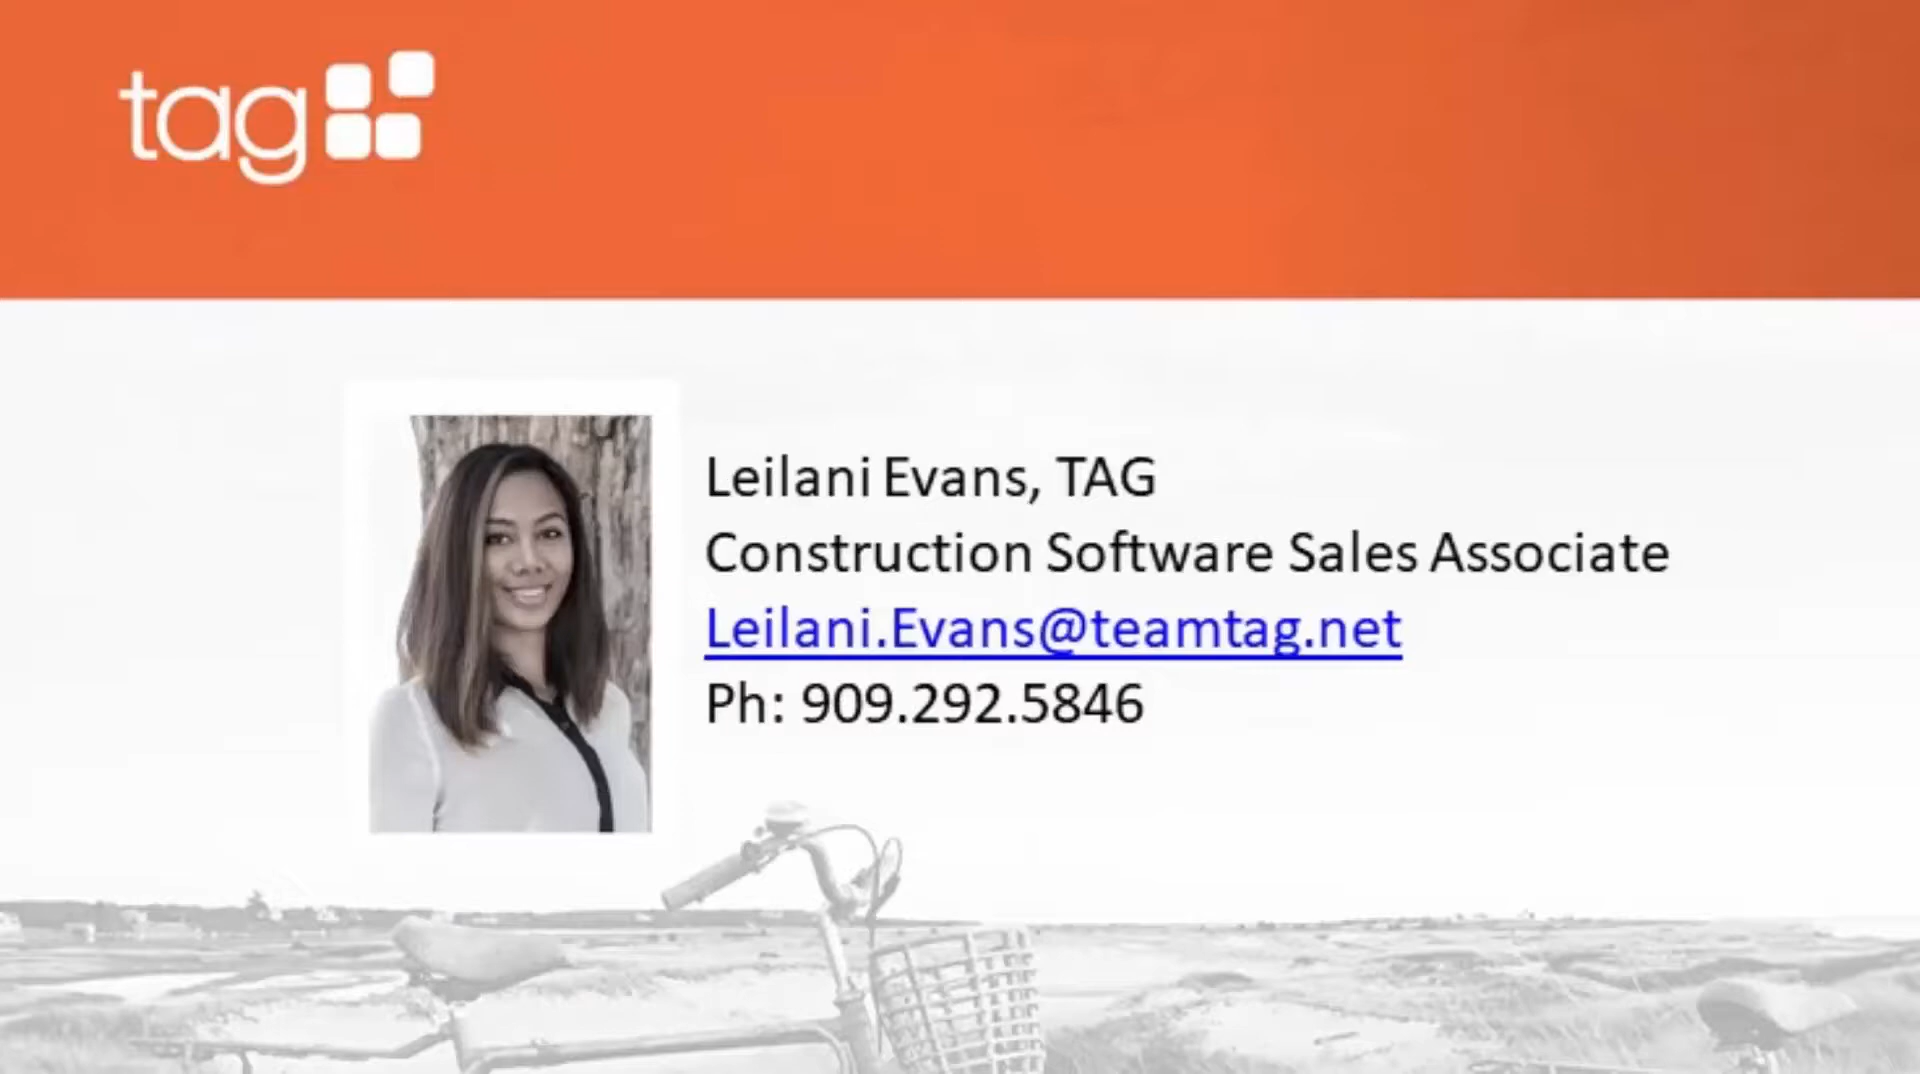 tag
Leilani Evans, TAG
Construction Software Sales Associate
Leilani.Evans@teamtag.net
Ph: 909.292.5846